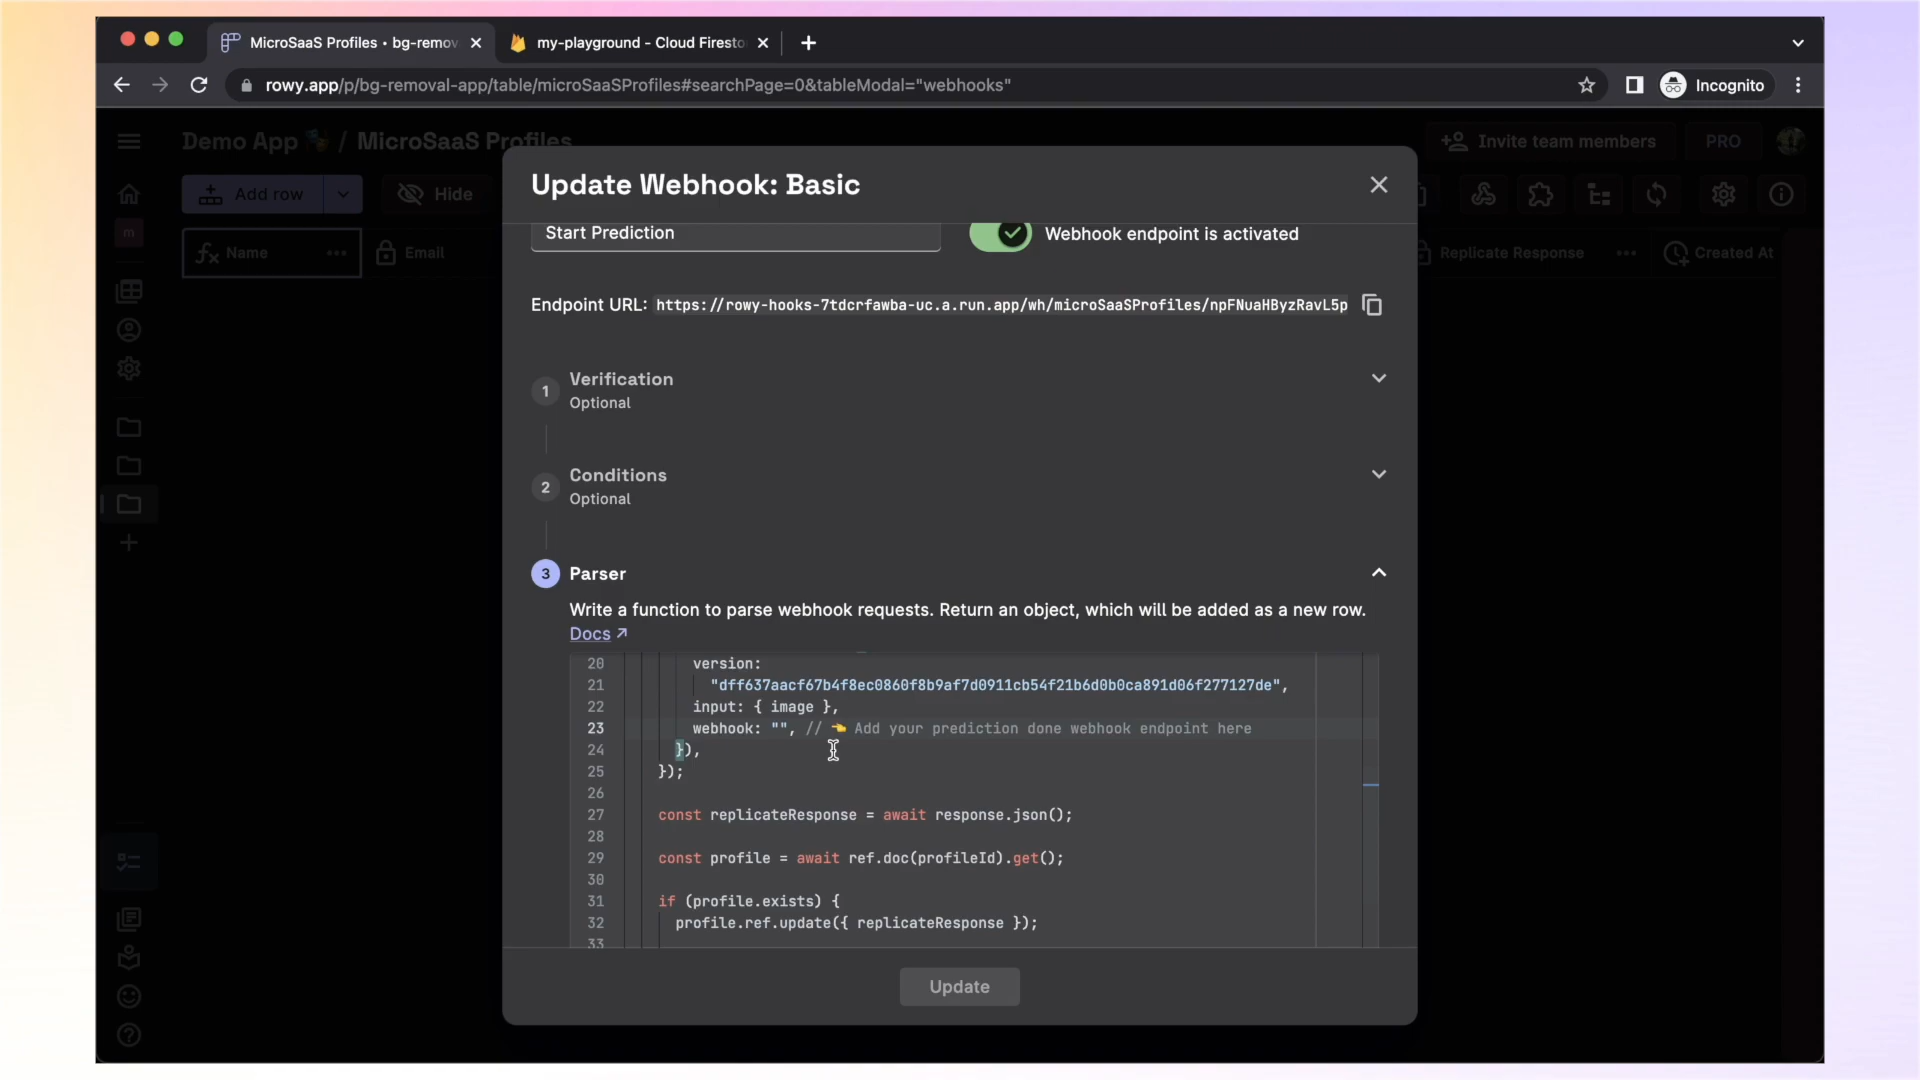 MicroSaaS Profiles • bg-remov
my-playground - Cloud Firesto
rowy.app/p/bg-removal-app/table/microSaaSProfiles#searchPage=0&tableModal="webhooks"
Incognito
Demo App / MicroSaaS Profiles
Invite team members
PRO
Add row
Hide
m
Name
Email
Replicate Response
Created At
Update Webhook: Basic
Start Prediction
Webhook endpoint is activated
Endpoint URL: https://rowy-hooks-7tdcrfawba-uc.a.run.app/wh/microSaaSProfiles/npFNuaHByzRavL5p
1 Verification
Optional
2 Conditions
Optional
3 Parser
Write a function to parse webhook requests. Return an object, which will be added as a new row.
Docs ↗
20 version:
21 "dff637aacf67b4f8ec0860f8b9af7d0911cb54f21b6d0b0ca891d06f277127de",
22 input: { image },
23 webhook: "", // 👈 Add your prediction done webhook endpoint here
24 }),
25 });
26
27 const replicateResponse = await response.json();
28
29 const profile = await ref.doc(profileId).get();
30
31 if (profile.exists) {
32 profile.ref.update({ replicateResponse });
33
Update